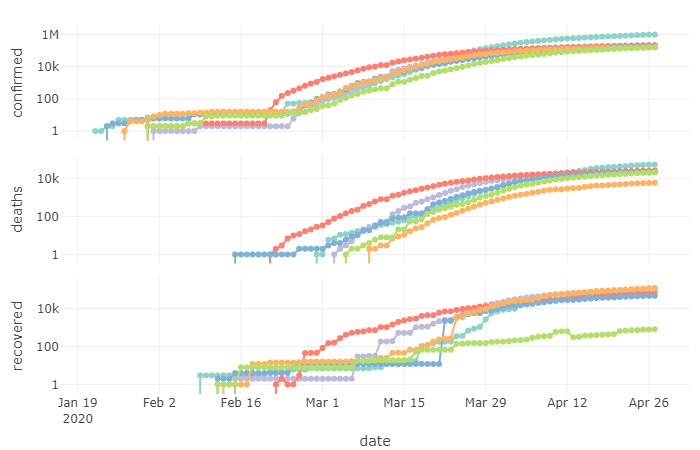 confirmed
1M
10k
100
1
deaths
10k
100
1
recovered
10k
100
1
Jan 19 Feb 2 Feb 16 Mar 1 Mar 15 Mar 29 Apr 12 Apr 26
2020
date